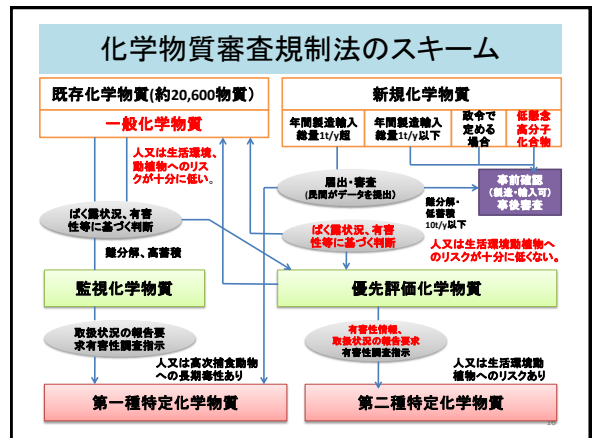 化学物質審査規制法のスキーム
既存化学物質(約20,600物質)
一般化学物質
新規化学物質
年間製造輸入
総量1t/y超
年間製造輸入
総量1t/y以下
政令で
定める
場合
低懸念
高分子
化合物
人又は生活環境、
動植物へのリス
クが十分に低い。
届出・審査
(民間がデータを提出)
事前確認
(製造・輸入可)
事後審査
難分解・
低蓄積
10t/y以下
ばく露状況、有害
性等に基づく判断
ばく露状況、有害
性等に基づく判断
人又は生活環境動植物へ
のリスクが十分に低くない。
難分解、高蓄積
監視化学物質
優先評価化学物質
取扱状況の報告要
求有害性調査指示
有害性情報、
取扱状況の報告要求
有害性調査指示
人又は高次捕食動物
への長期毒性あり
人又は生活環境動
植物へのリスクあり
第一種特定化学物質
第二種特定化学物質